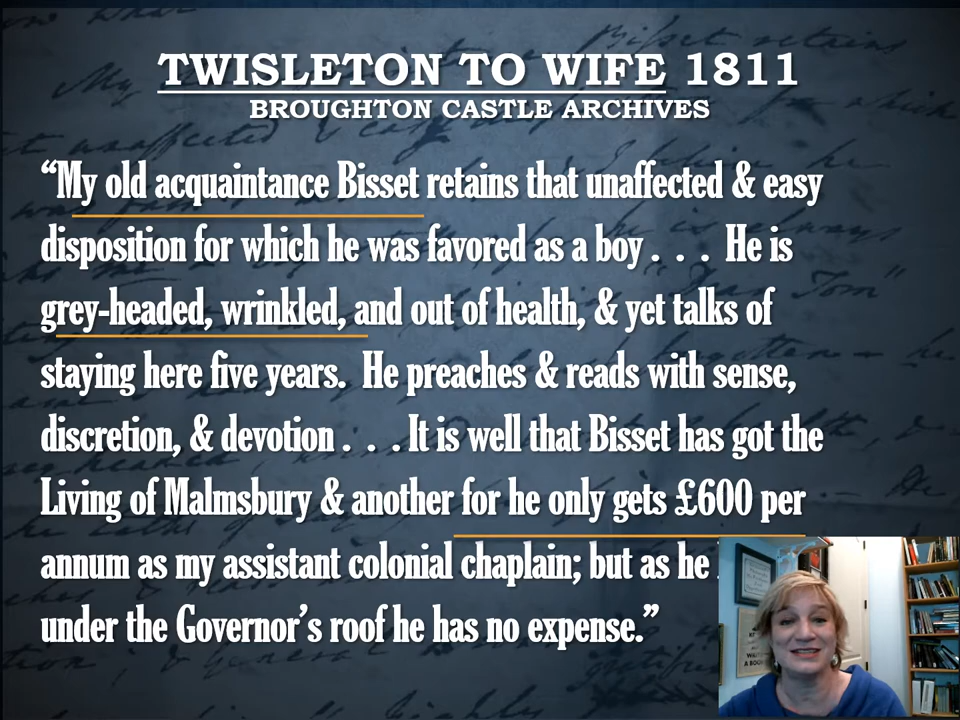 TWISLETON TO WIFE 1811
BROUGHTON CASTLE ARCHIVES
“My old acquaintance Bisset retains that unaffected & easy
disposition for which he was favored as a boy . . . He is
grey-headed, wrinkled, and out of health, & yet talks of
staying here five years. He preaches & reads with sense,
discretion, & devotion . . . It is well that Bisset has got the
Living of Malmsbury & another for he only gets £600 per
annum as my assistant colonial chaplain; but as he
under the Governor’s roof he has no expense.”